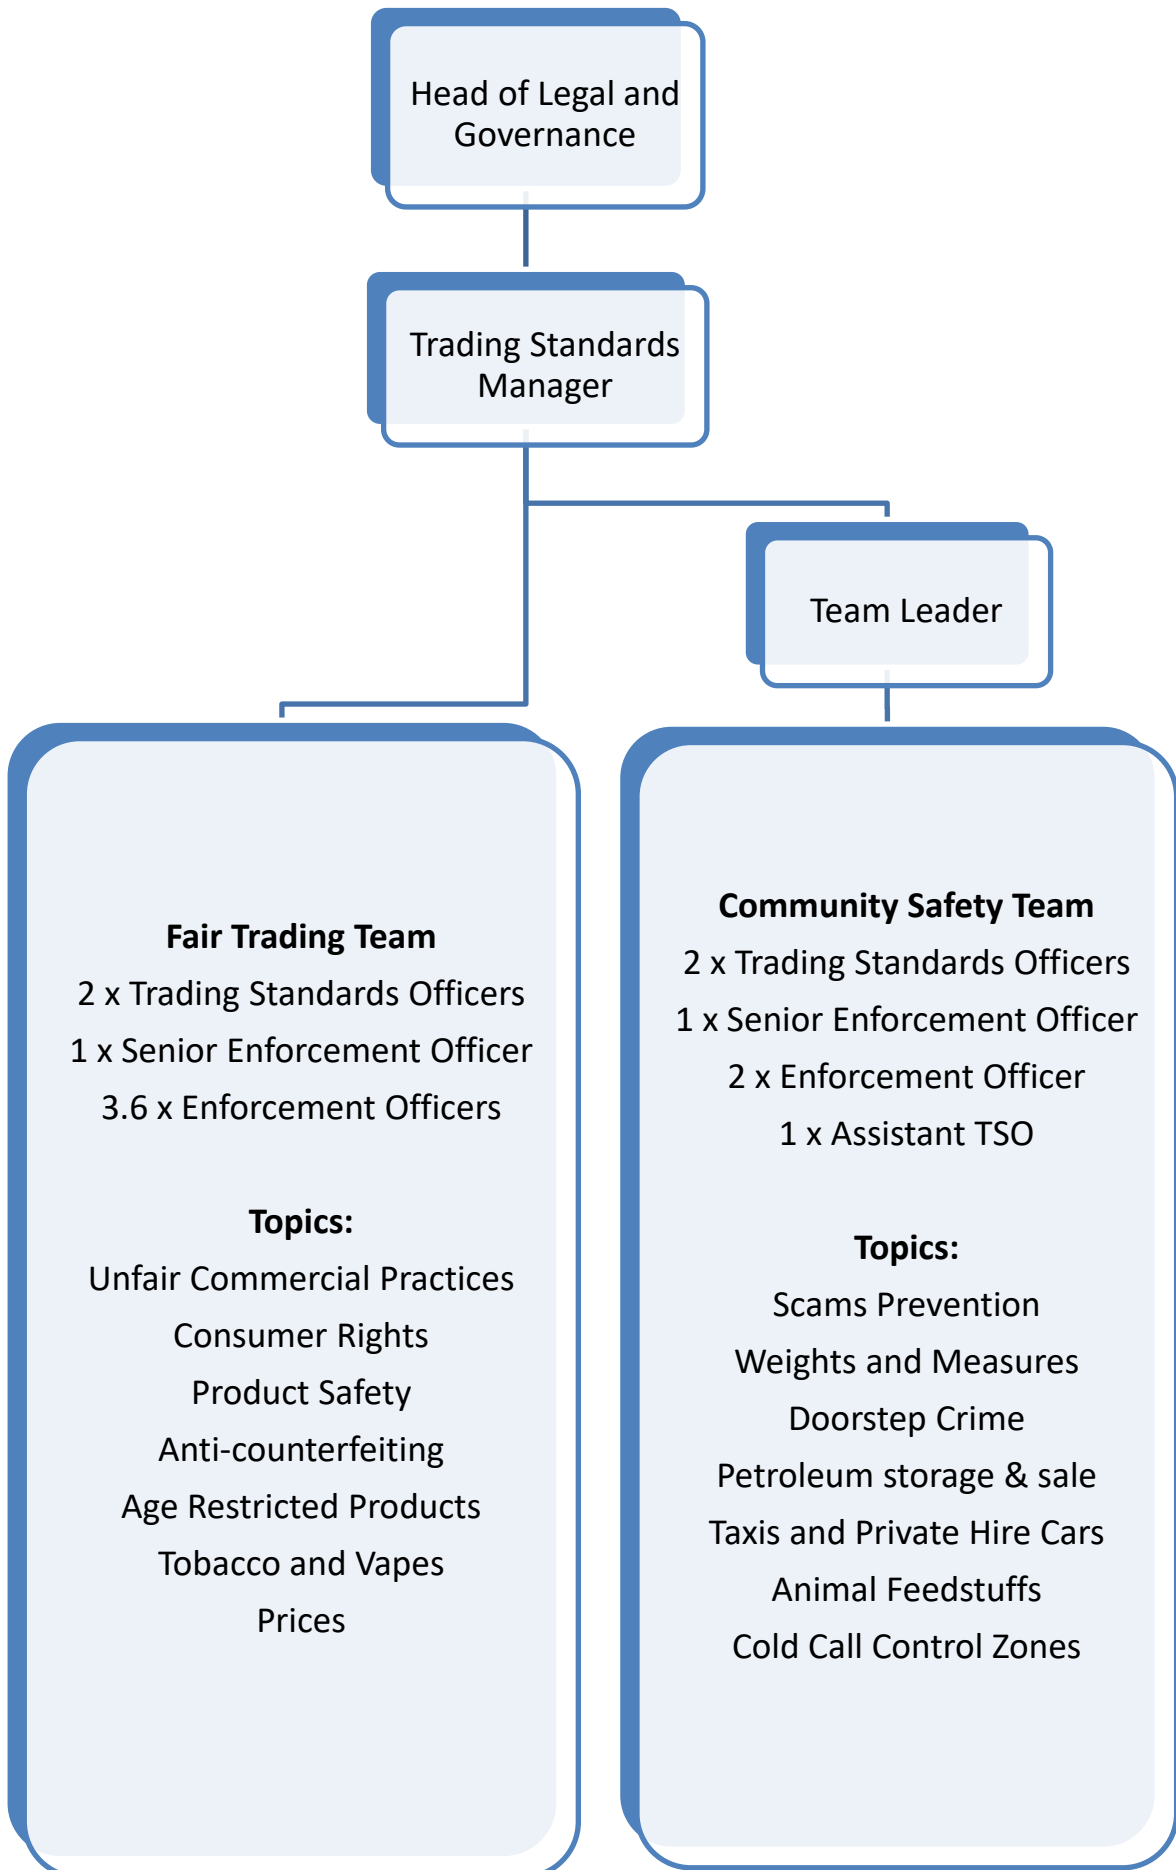 Head of Legal and
Governance
Trading Standards
Manager
Team Leader
Fair Trading Team
2 x Trading Standards Officers
1 x Senior Enforcement Officer
3.6 x Enforcement Officers
Topics:
Unfair Commercial Practices
Consumer Rights
Product Safety
Anti-counterfeiting
Age Restricted Products
Tobacco and Vapes
Prices
Community Safety Team
2 x Trading Standards Officers
1 x Senior Enforcement Officer
2 x Enforcement Officer
1 x Assistant TSO
Topics:
Scams Prevention
Weights and Measures
Doorstep Crime
Petroleum storage & sale
Taxis and Private Hire Cars
Animal Feedstuffs
Cold Call Control Zones